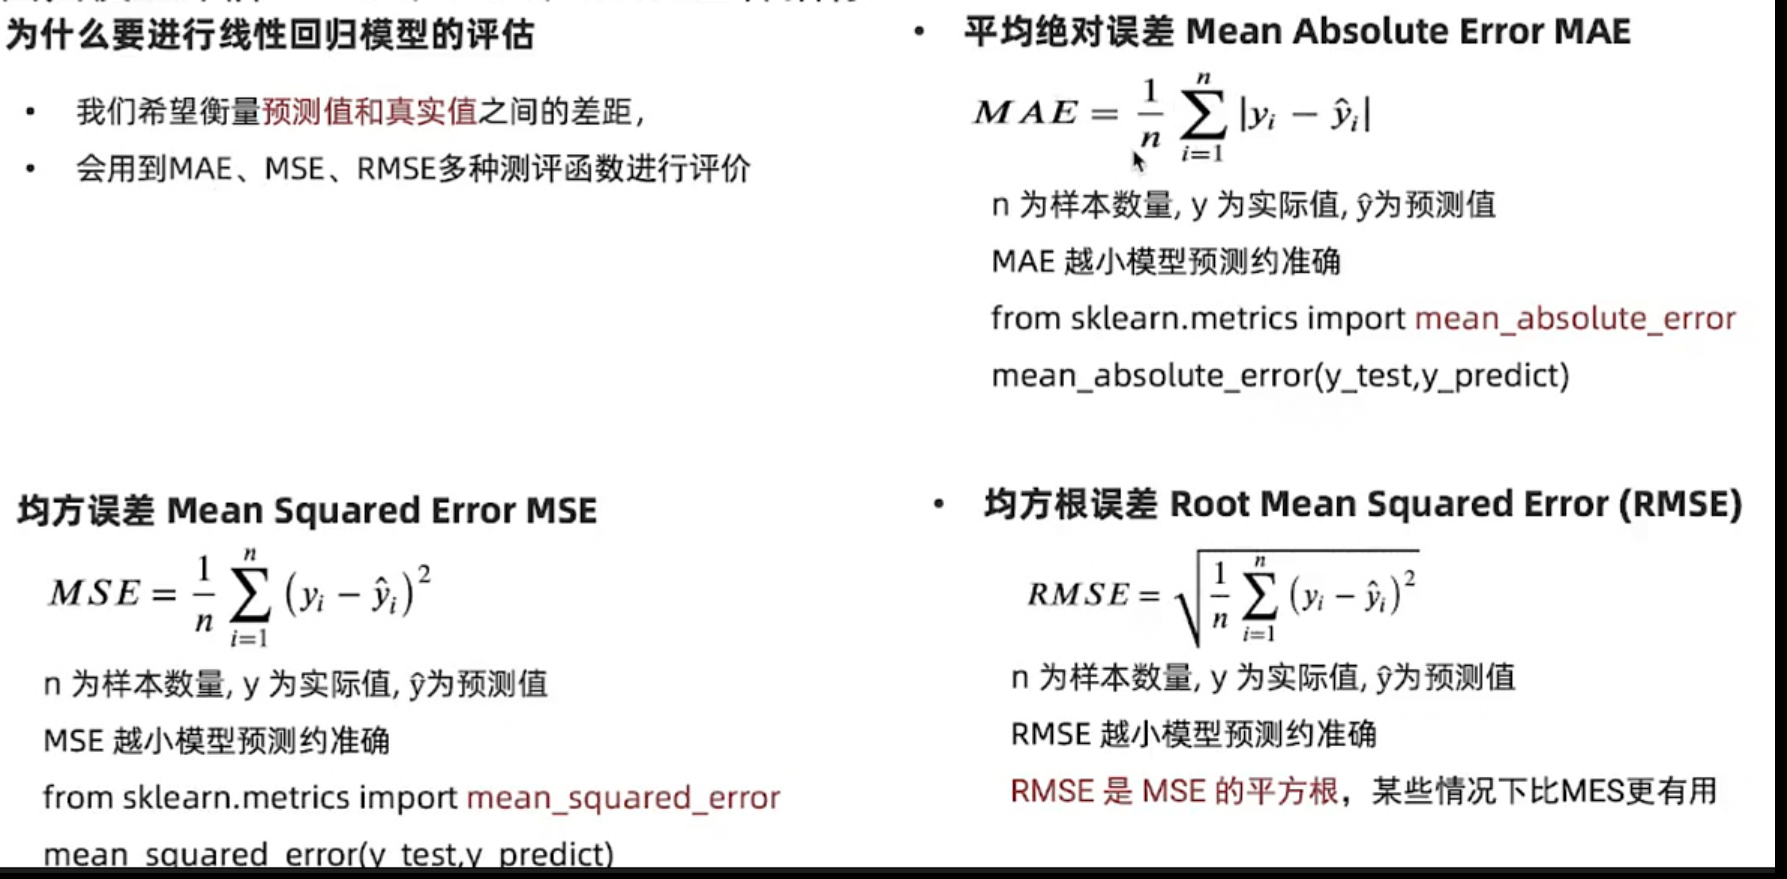 为什么要进行线性回归模型的评估
• 我们希望衡量预测值和真实值之间的差距，
• 会用到MAE、MSE、RMSE多种测评函数进行评价
• 平均绝对误差 Mean Absolute Error MAE
MAE = \frac{1}{n} \sum_{i=1}^{n} |y_i - ŷ_i|
n 为样本数量, y 为实际值, ŷ为预测值
MAE 越小模型预测约准确
from sklearn.metrics import mean_absolute_error
mean_absolute_error(y_test,y_predict)
均方误差 Mean Squared Error MSE
MSE = \frac{1}{n} \sum_{i=1}^{n} (y_i - ŷ_i)^2
n 为样本数量, y 为实际值, ŷ为预测值
MSE 越小模型预测约准确
from sklearn.metrics import mean_squared_error
mean_squared_error(y_test,y_predict)
• 均方根误差 Root Mean Squared Error (RMSE)
RMSE = \sqrt{\frac{1}{n} \sum_{i=1}^{n} (y_i - ŷ_i)^2}
n 为样本数量, y 为实际值, ŷ为预测值
RMSE 越小模型预测约准确
RMSE 是 MSE 的平方根，某些情况下比MES更有用